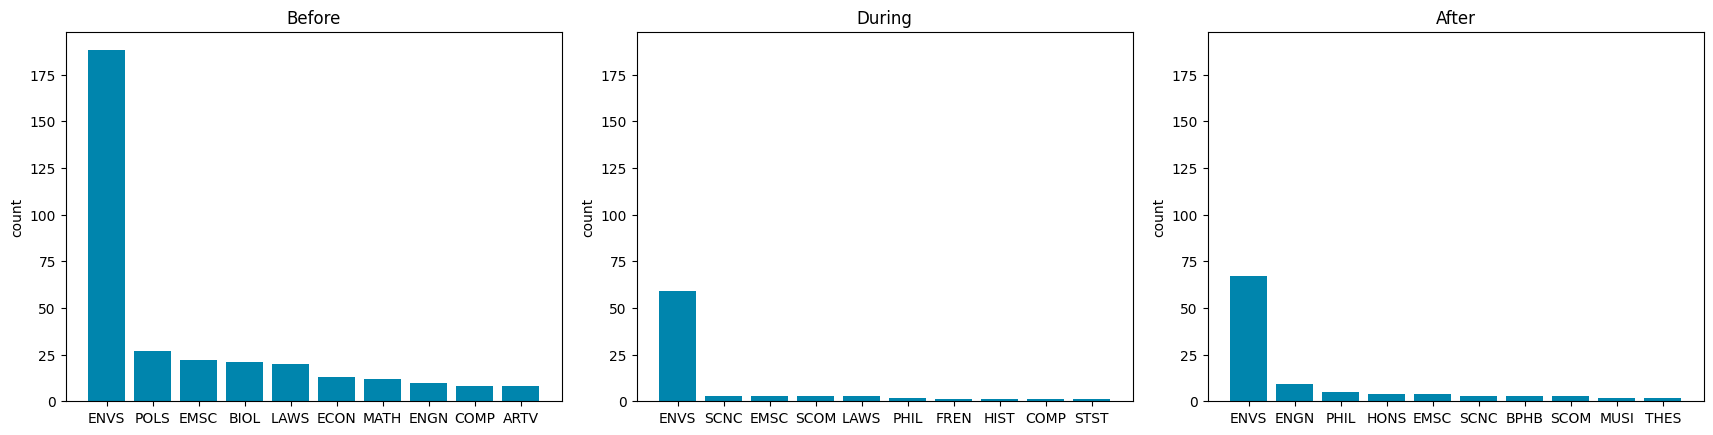 Before
175
150
125
100
75
50
25
0
count
ENVS POLS EMSC BIOL LAWS ECON MATH ENGN COMP ARTV
During
175
150
125
100
75
50
25
0
count
ENVS SCNC EMSC SCOM LAWS PHIL FREN HIST COMP STST
After
175
150
125
100
75
50
25
0
count
ENVS ENGN PHIL HONS EMSC SCNC BPHB SCOM MUSI THES